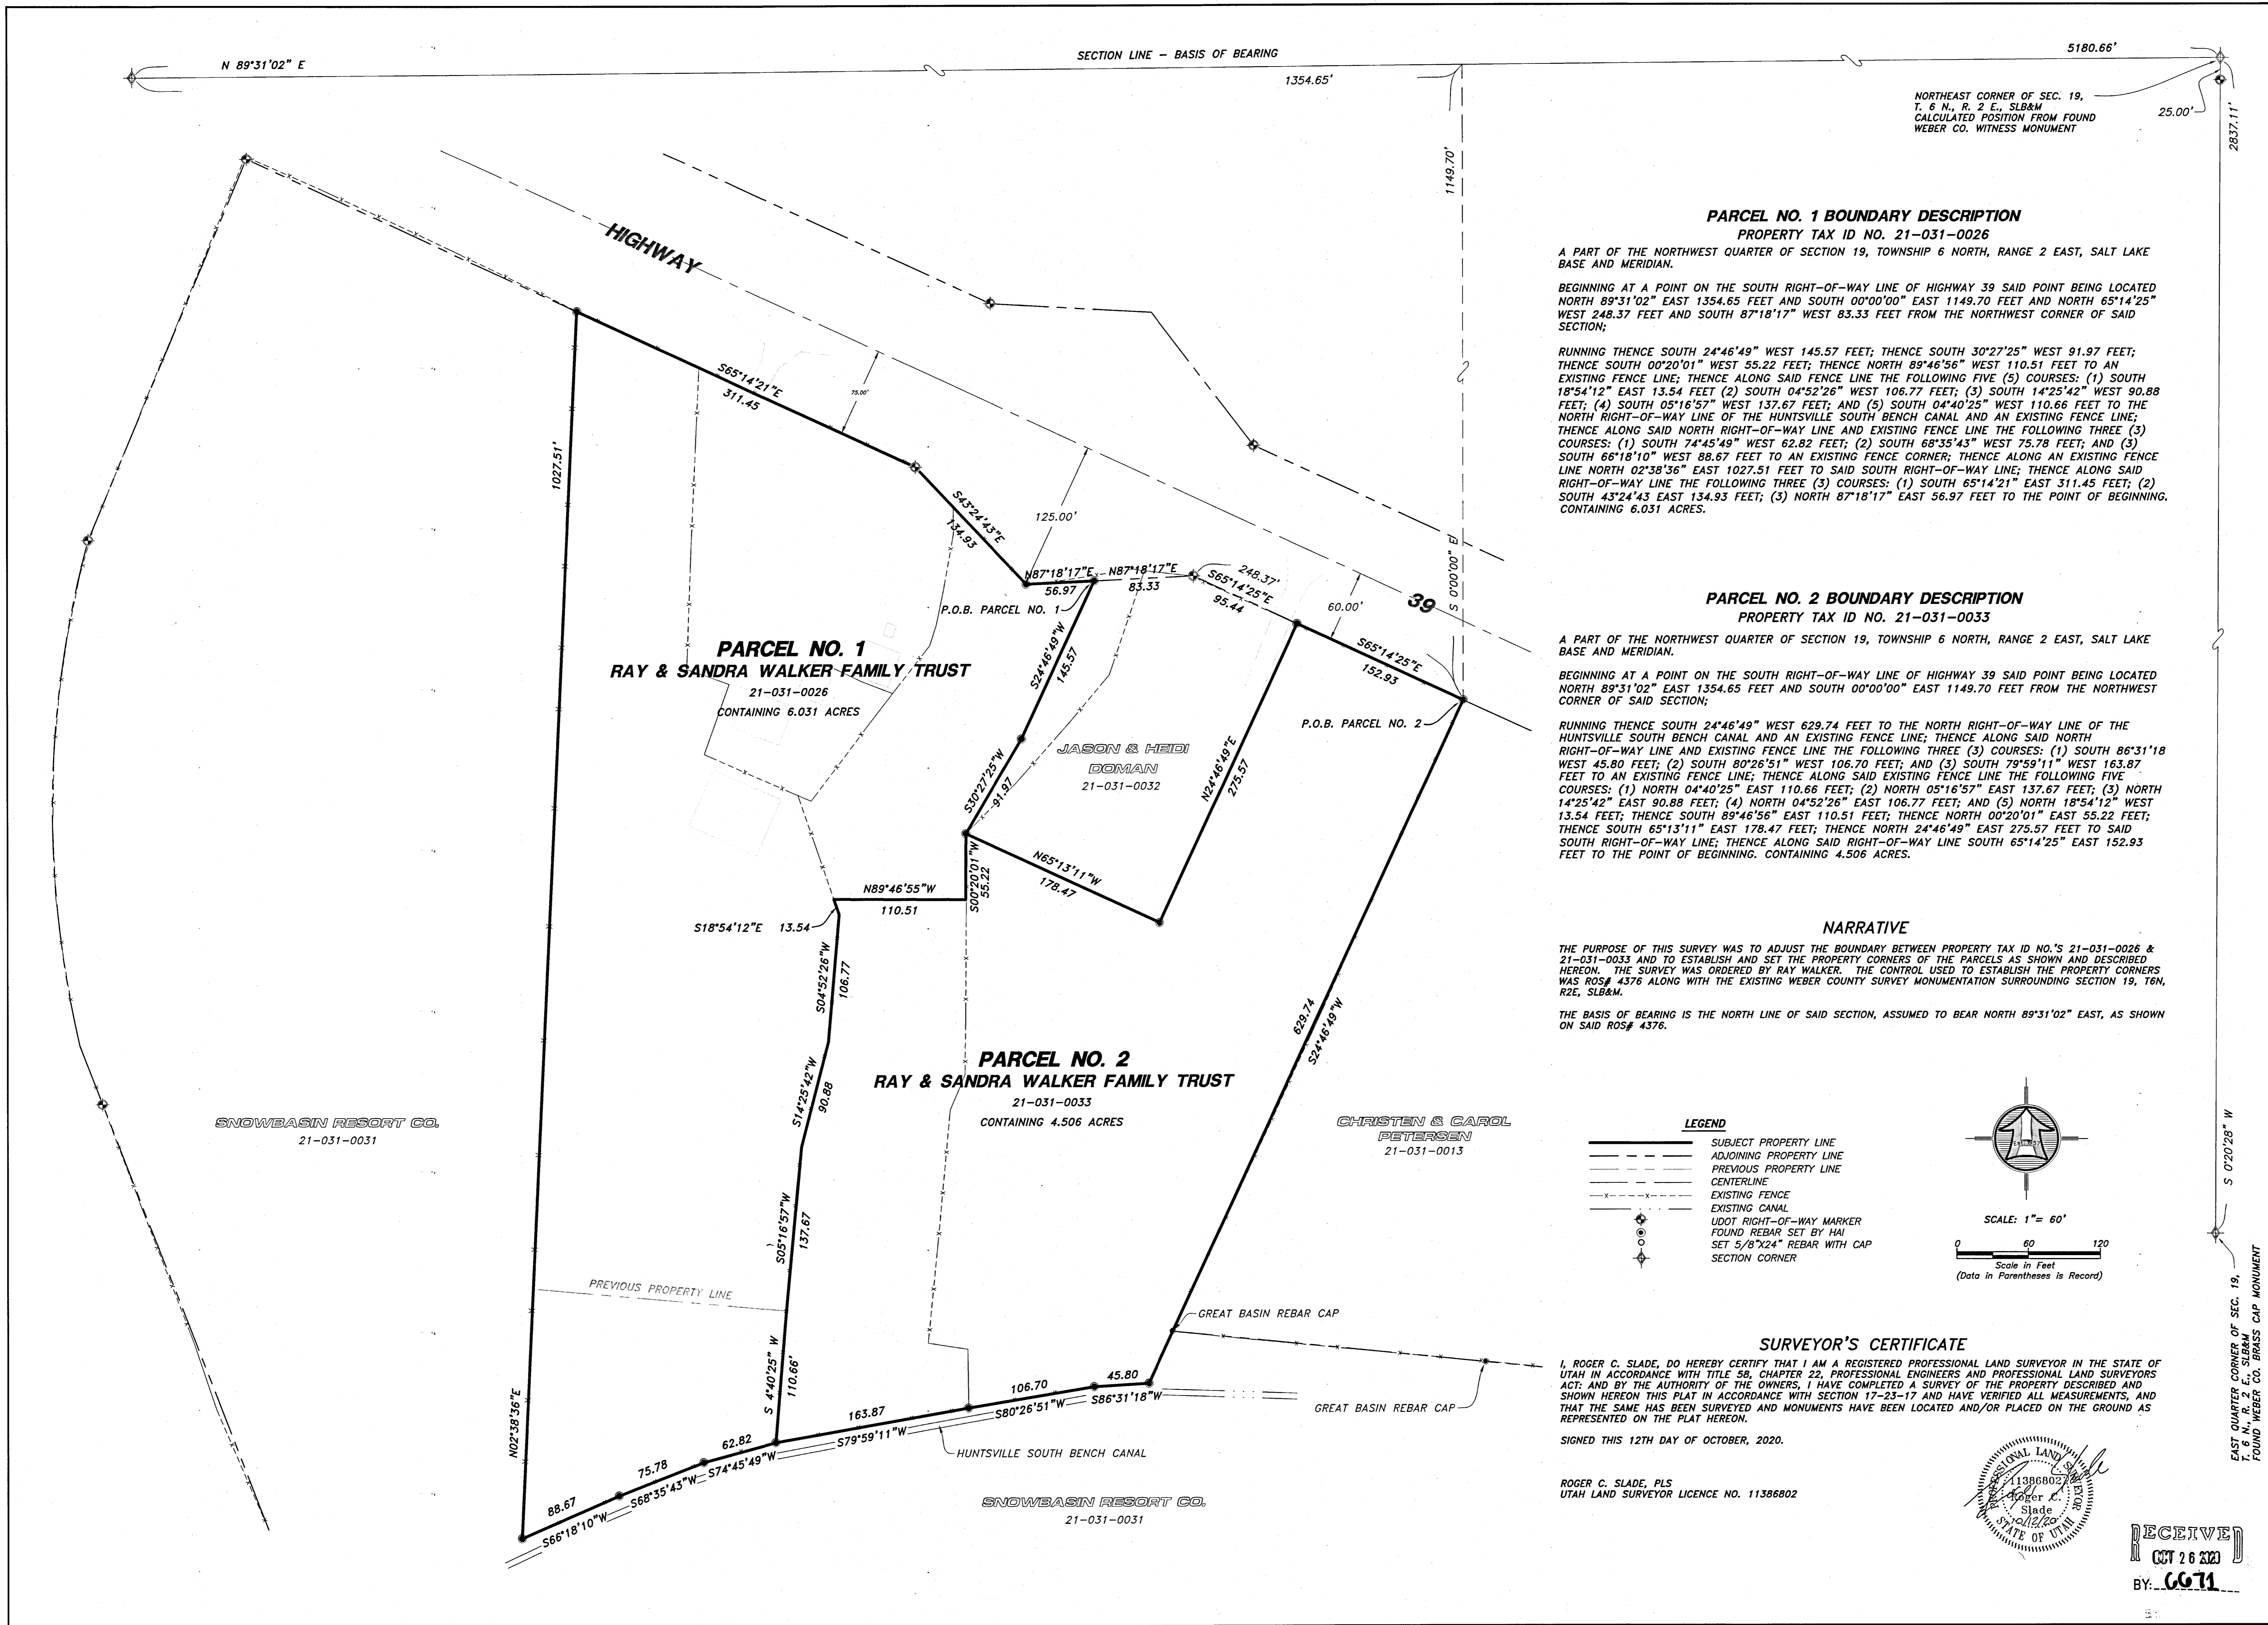 N 89°31'02" E
SECTION LINE – BASIS OF BEARING
1354.65'
5180.66'
NORTHEAST CORNER OF SEC. 19,
T. 6 N., R. 2 E., SLB&M
CALCULATED POSITION FROM FOUND
WEBER CO. WITNESS MONUMENT
25.00'
2837.11'
1149.70'
HIGHWAY
39
S 0°00'00" E
S65°14'21"E
311.45
75.00'
1027.51'
S43°24'43"E
134.93
125.00'
N87°18'17"E
56.97
N87°18'17"E
83.33
248.37'
S65°14'25"E
95.44
60.00'
S65°14'25"E
152.93
P.O.B. PARCEL NO. 1
P.O.B. PARCEL NO. 2
PARCEL NO. 1
RAY & SANDRA WALKER FAMILY TRUST
21-031-0026
CONTAINING 6.031 ACRES
S24°46'49"W
145.57
JASON & HEIDI
DOMAN
21-031-0032
S30°27'25"W
91.97
N24°46'49"E
275.57
N65°13'11"W
178.47
S00°20'01"W
55.22
N89°46'55"W
110.51
S18°54'12"E 13.54
S04°52'26"W
106.77
S14°25'42"W
90.88
S05°16'57"W
137.67
S 4°40'25" W
110.66'
629.74
S24°46'49"W
PARCEL NO. 2
RAY & SANDRA WALKER FAMILY TRUST
21-031-0033
CONTAINING 4.506 ACRES
SNOWBASIN RESORT CO.
21-031-0031
CHRISTEN & CAROL
PETERSEN
21-031-0013
PREVIOUS PROPERTY LINE
N02°38'36"E
GREAT BASIN REBAR CAP
GREAT BASIN REBAR CAP
88.67
S66°18'10"W
75.78
S68°35'43"W
62.82
S74°45'49"W
163.87
S79°59'11"W
106.70
S80°26'51"W
45.80
S86°31'18"W
HUNTSVILLE SOUTH BENCH CANAL
SNOWBASIN RESORT CO.
21-031-0031
PARCEL NO. 1 BOUNDARY DESCRIPTION
PROPERTY TAX ID NO. 21-031-0026
A PART OF THE NORTHWEST QUARTER OF SECTION 19, TOWNSHIP 6 NORTH, RANGE 2 EAST, SALT LAKE
BASE AND MERIDIAN.
BEGINNING AT A POINT ON THE SOUTH RIGHT-OF-WAY LINE OF HIGHWAY 39 SAID POINT BEING LOCATED
NORTH 89°31'02" EAST 1354.65 FEET AND SOUTH 00°00'00" EAST 1149.70 FEET AND NORTH 65°14'25"
WEST 248.37 FEET AND SOUTH 87°18'17" WEST 83.33 FEET FROM THE NORTHWEST CORNER OF SAID
SECTION;
RUNNING THENCE SOUTH 24°46'49" WEST 145.57 FEET; THENCE SOUTH 30°27'25" WEST 91.97 FEET;
THENCE SOUTH 00°20'01" WEST 55.22 FEET; THENCE NORTH 89°46'56" WEST 110.51 FEET TO AN
EXISTING FENCE LINE; THENCE ALONG SAID FENCE LINE THE FOLLOWING FIVE (5) COURSES: (1) SOUTH
18°54'12" EAST 13.54 FEET (2) SOUTH 04°52'26" WEST 106.77 FEET; (3) SOUTH 14°25'42" WEST 90.88
FEET; (4) SOUTH 05°16'57" WEST 137.67 FEET; AND (5) SOUTH 04°40'25" WEST 110.66 FEET TO THE
NORTH RIGHT-OF-WAY LINE OF THE HUNTSVILLE SOUTH BENCH CANAL AND AN EXISTING FENCE LINE;
THENCE ALONG SAID NORTH RIGHT-OF-WAY LINE AND EXISTING FENCE LINE THE FOLLOWING THREE (3)
COURSES: (1) SOUTH 74°45'49" WEST 62.82 FEET; (2) SOUTH 68°35'43" WEST 75.78 FEET; AND (3)
SOUTH 66°18'10" WEST 88.67 FEET TO AN EXISTING FENCE CORNER; THENCE ALONG AN EXISTING FENCE
LINE NORTH 02°38'36" EAST 1027.51 FEET TO SAID SOUTH RIGHT-OF-WAY LINE; THENCE ALONG SAID
RIGHT-OF-WAY LINE THE FOLLOWING THREE (3) COURSES: (1) SOUTH 65°14'21" EAST 311.45 FEET; (2)
SOUTH 43°24'43 EAST 134.93 FEET; (3) NORTH 87°18'17" EAST 56.97 FEET TO THE POINT OF BEGINNING.
CONTAINING 6.031 ACRES.
PARCEL NO. 2 BOUNDARY DESCRIPTION
PROPERTY TAX ID NO. 21-031-0033
A PART OF THE NORTHWEST QUARTER OF SECTION 19, TOWNSHIP 6 NORTH, RANGE 2 EAST, SALT LAKE
BASE AND MERIDIAN.
BEGINNING AT A POINT ON THE SOUTH RIGHT-OF-WAY LINE OF HIGHWAY 39 SAID POINT BEING LOCATED
NORTH 89°31'02" EAST 1354.65 FEET AND SOUTH 00°00'00" EAST 1149.70 FEET FROM THE NORTHWEST
CORNER OF SAID SECTION;
RUNNING THENCE SOUTH 24°46'49" WEST 629.74 FEET TO THE NORTH RIGHT-OF-WAY LINE OF THE
HUNTSVILLE SOUTH BENCH CANAL AND AN EXISTING FENCE LINE; THENCE ALONG SAID NORTH
RIGHT-OF-WAY LINE AND EXISTING FENCE LINE THE FOLLOWING THREE (3) COURSES: (1) SOUTH 86°31'18
WEST 45.80 FEET; (2) SOUTH 80°26'51" WEST 106.70 FEET; AND (3) SOUTH 79°59'11" WEST 163.87
FEET TO AN EXISTING FENCE LINE; THENCE ALONG SAID EXISTING FENCE LINE THE FOLLOWING FIVE
COURSES: (1) NORTH 04°40'25" EAST 110.66 FEET; (2) NORTH 05°16'57" EAST 137.67 FEET; (3) NORTH
14°25'42" EAST 90.88 FEET; (4) NORTH 04°52'26" EAST 106.77 FEET; AND (5) NORTH 18°54'12" WEST
13.54 FEET; THENCE SOUTH 89°46'56" EAST 110.51 FEET; THENCE NORTH 00°20'01" EAST 55.22 FEET;
THENCE SOUTH 65°13'11" EAST 178.47 FEET; THENCE NORTH 24°46'49" EAST 275.57 FEET TO SAID
SOUTH RIGHT-OF-WAY LINE; THENCE ALONG SAID RIGHT-OF-WAY LINE SOUTH 65°14'25" EAST 152.93
FEET TO THE POINT OF BEGINNING. CONTAINING 4.506 ACRES.
NARRATIVE
THE PURPOSE OF THIS SURVEY WAS TO ADJUST THE BOUNDARY BETWEEN PROPERTY TAX ID NO.'S 21-031-0026 &
21-031-0033 AND TO ESTABLISH AND SET THE PROPERTY CORNERS OF THE PARCELS AS SHOWN AND DESCRIBED
HEREON. THE SURVEY WAS ORDERED BY RAY WALKER. THE CONTROL USED TO ESTABLISH THE PROPERTY CORNERS
WAS ROS# 4376 ALONG WITH THE EXISTING WEBER COUNTY SURVEY MONUMENTATION SURROUNDING SECTION 19, T6N,
R2E, SLB&M.
THE BASIS OF BEARING IS THE NORTH LINE OF SAID SECTION, ASSUMED TO BEAR NORTH 89°31'02" EAST, AS SHOWN
ON SAID ROS# 4376.
LEGEND
SUBJECT PROPERTY LINE
ADJOINING PROPERTY LINE
PREVIOUS PROPERTY LINE
CENTERLINE
EXISTING FENCE
EXISTING CANAL
UDOT RIGHT-OF-WAY MARKER
FOUND REBAR SET BY HAI
SET 5/8"X24" REBAR WITH CAP
SECTION CORNER
SCALE: 1"= 60'
0 60 120
Scale in Feet
(Data in Parentheses is Record)
S 0°20'28" W
EAST QUARTER CORNER OF SEC. 19,
T. 6 N., R. 2 E., SLB&M
FOUND WEBER CO. BRASS CAP MONUMENT
SURVEYOR'S CERTIFICATE
I, ROGER C. SLADE, DO HEREBY CERTIFY THAT I AM A REGISTERED PROFESSIONAL LAND SURVEYOR IN THE STATE OF
UTAH IN ACCORDANCE WITH TITLE 58, CHAPTER 22, PROFESSIONAL ENGINEERS AND PROFESSIONAL LAND SURVEYORS
ACT: AND BY THE AUTHORITY OF THE OWNERS, I HAVE COMPLETED A SURVEY OF THE PROPERTY DESCRIBED AND
SHOWN HEREON THIS PLAT IN ACCORDANCE WITH SECTION 17-23-17 AND HAVE VERIFIED ALL MEASUREMENTS, AND
THAT THE SAME HAS BEEN SURVEYED AND MONUMENTS HAVE BEEN LOCATED AND/OR PLACED ON THE GROUND AS
REPRESENTED ON THE PLAT HEREON.
SIGNED THIS 12TH DAY OF OCTOBER, 2020.
ROGER C. SLADE, PLS
UTAH LAND SURVEYOR LICENCE NO. 11386802
PROFESSIONAL LAND SURVEYOR
11386802
Roger C.
Slade
10/12/20
STATE OF UTAH
RECEIVED
OCT 26 2020
BY: 6671